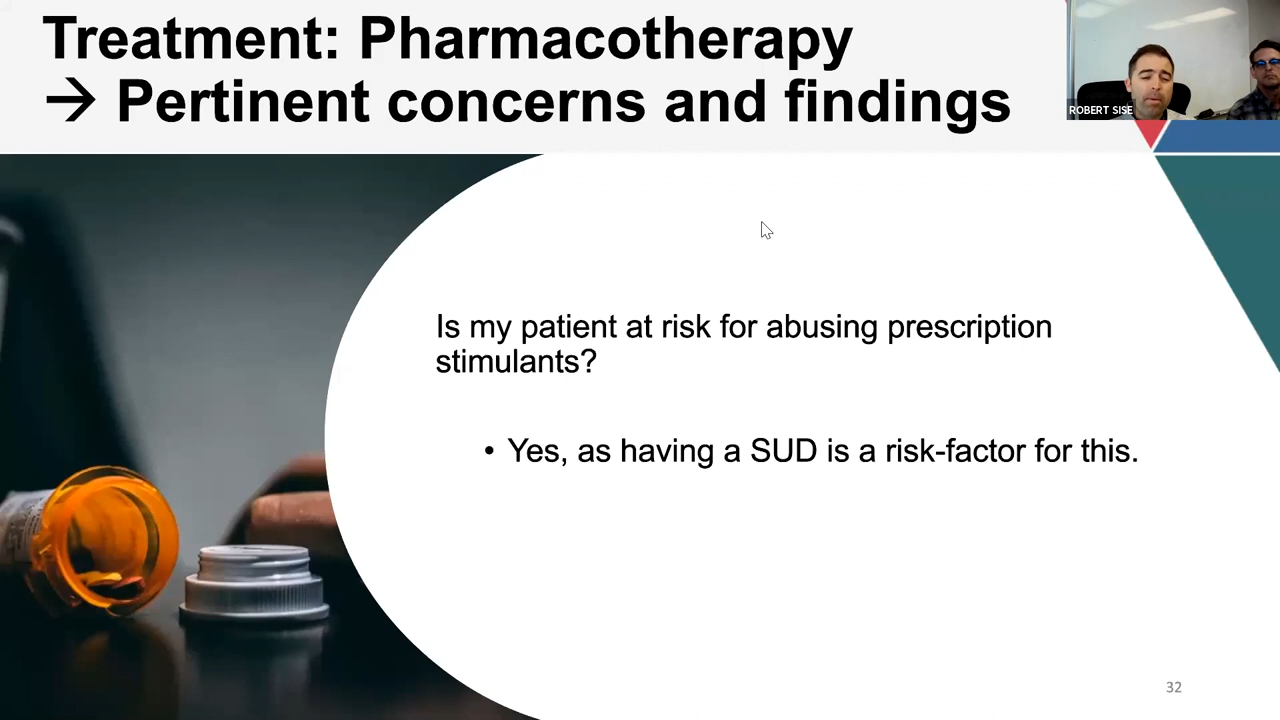 Treatment: Pharmacotherapy
→ Pertinent concerns and findings
ROBERT SISE
Is my patient at risk for abusing prescription
stimulants?
• Yes, as having a SUD is a risk-factor for this.
32